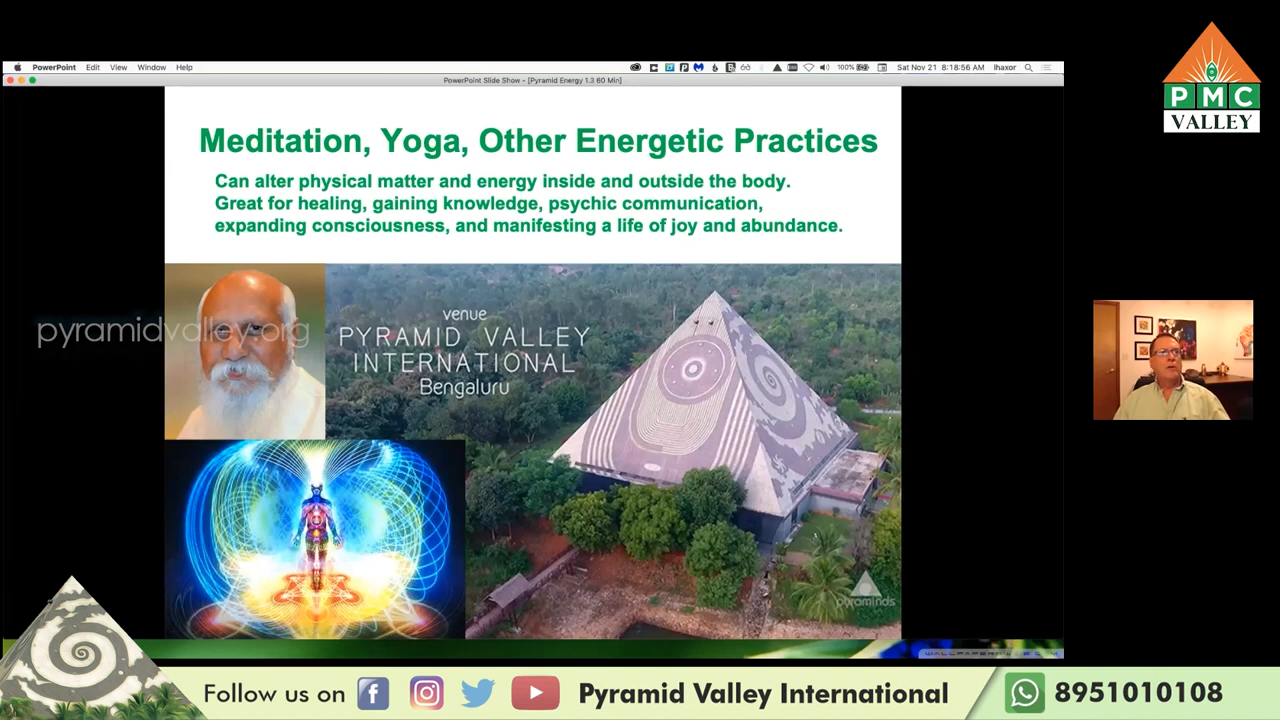 PowerPoint Edit View Window Help
100% Sat Nov 21 8:18:56 AM lhaxor
PowerPoint Slide Show - [Pyramid Energy 1.3 60 Min]
PMC
VALLEY
Meditation, Yoga, Other Energetic Practices
Can alter physical matter and energy inside and outside the body.
Great for healing, gaining knowledge, psychic communication,
expanding consciousness, and manifesting a life of joy and abundance.
pyramidvalley.org
venue
PYRAMID VALLEY
INTERNATIONAL
Bengaluru
pyraminds
Follow us on
Pyramid Valley International
8951010108